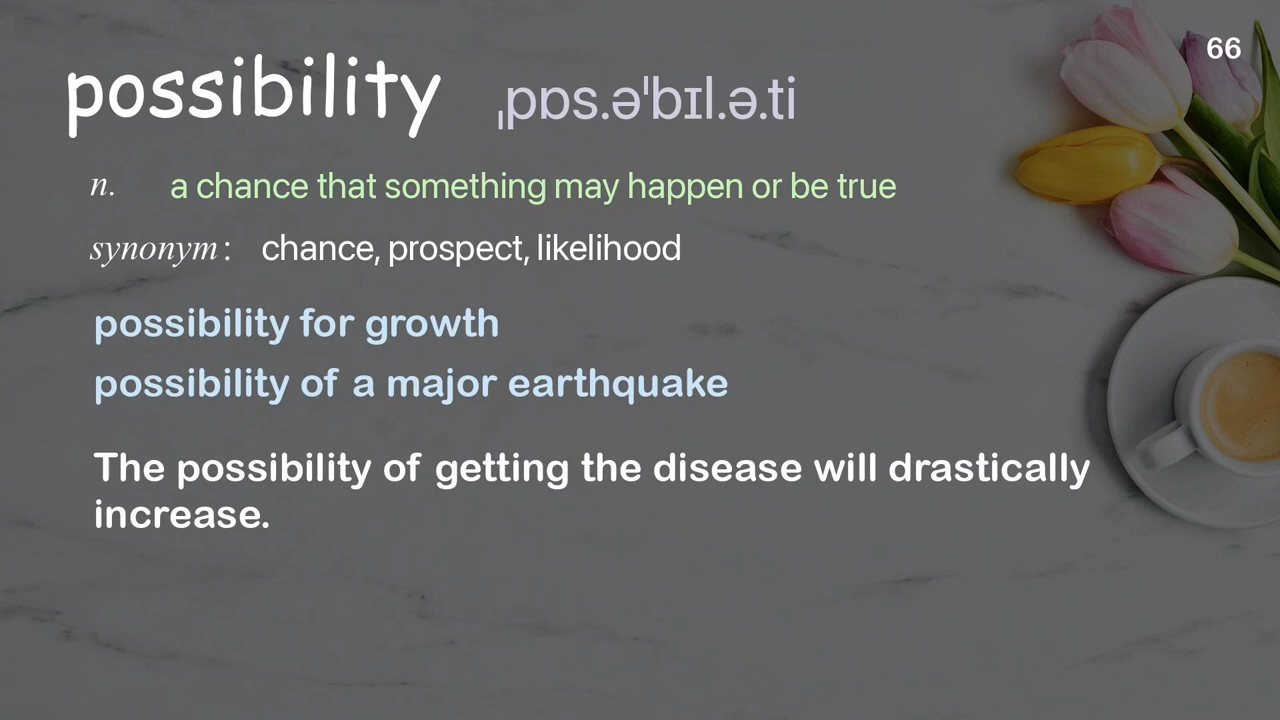 66
possibility ˌpɒs.əˈbɪl.ə.ti
n. a chance that something may happen or be true
synonym: chance, prospect, likelihood
possibility for growth
possibility of a major earthquake
The possibility of getting the disease will drastically
increase.